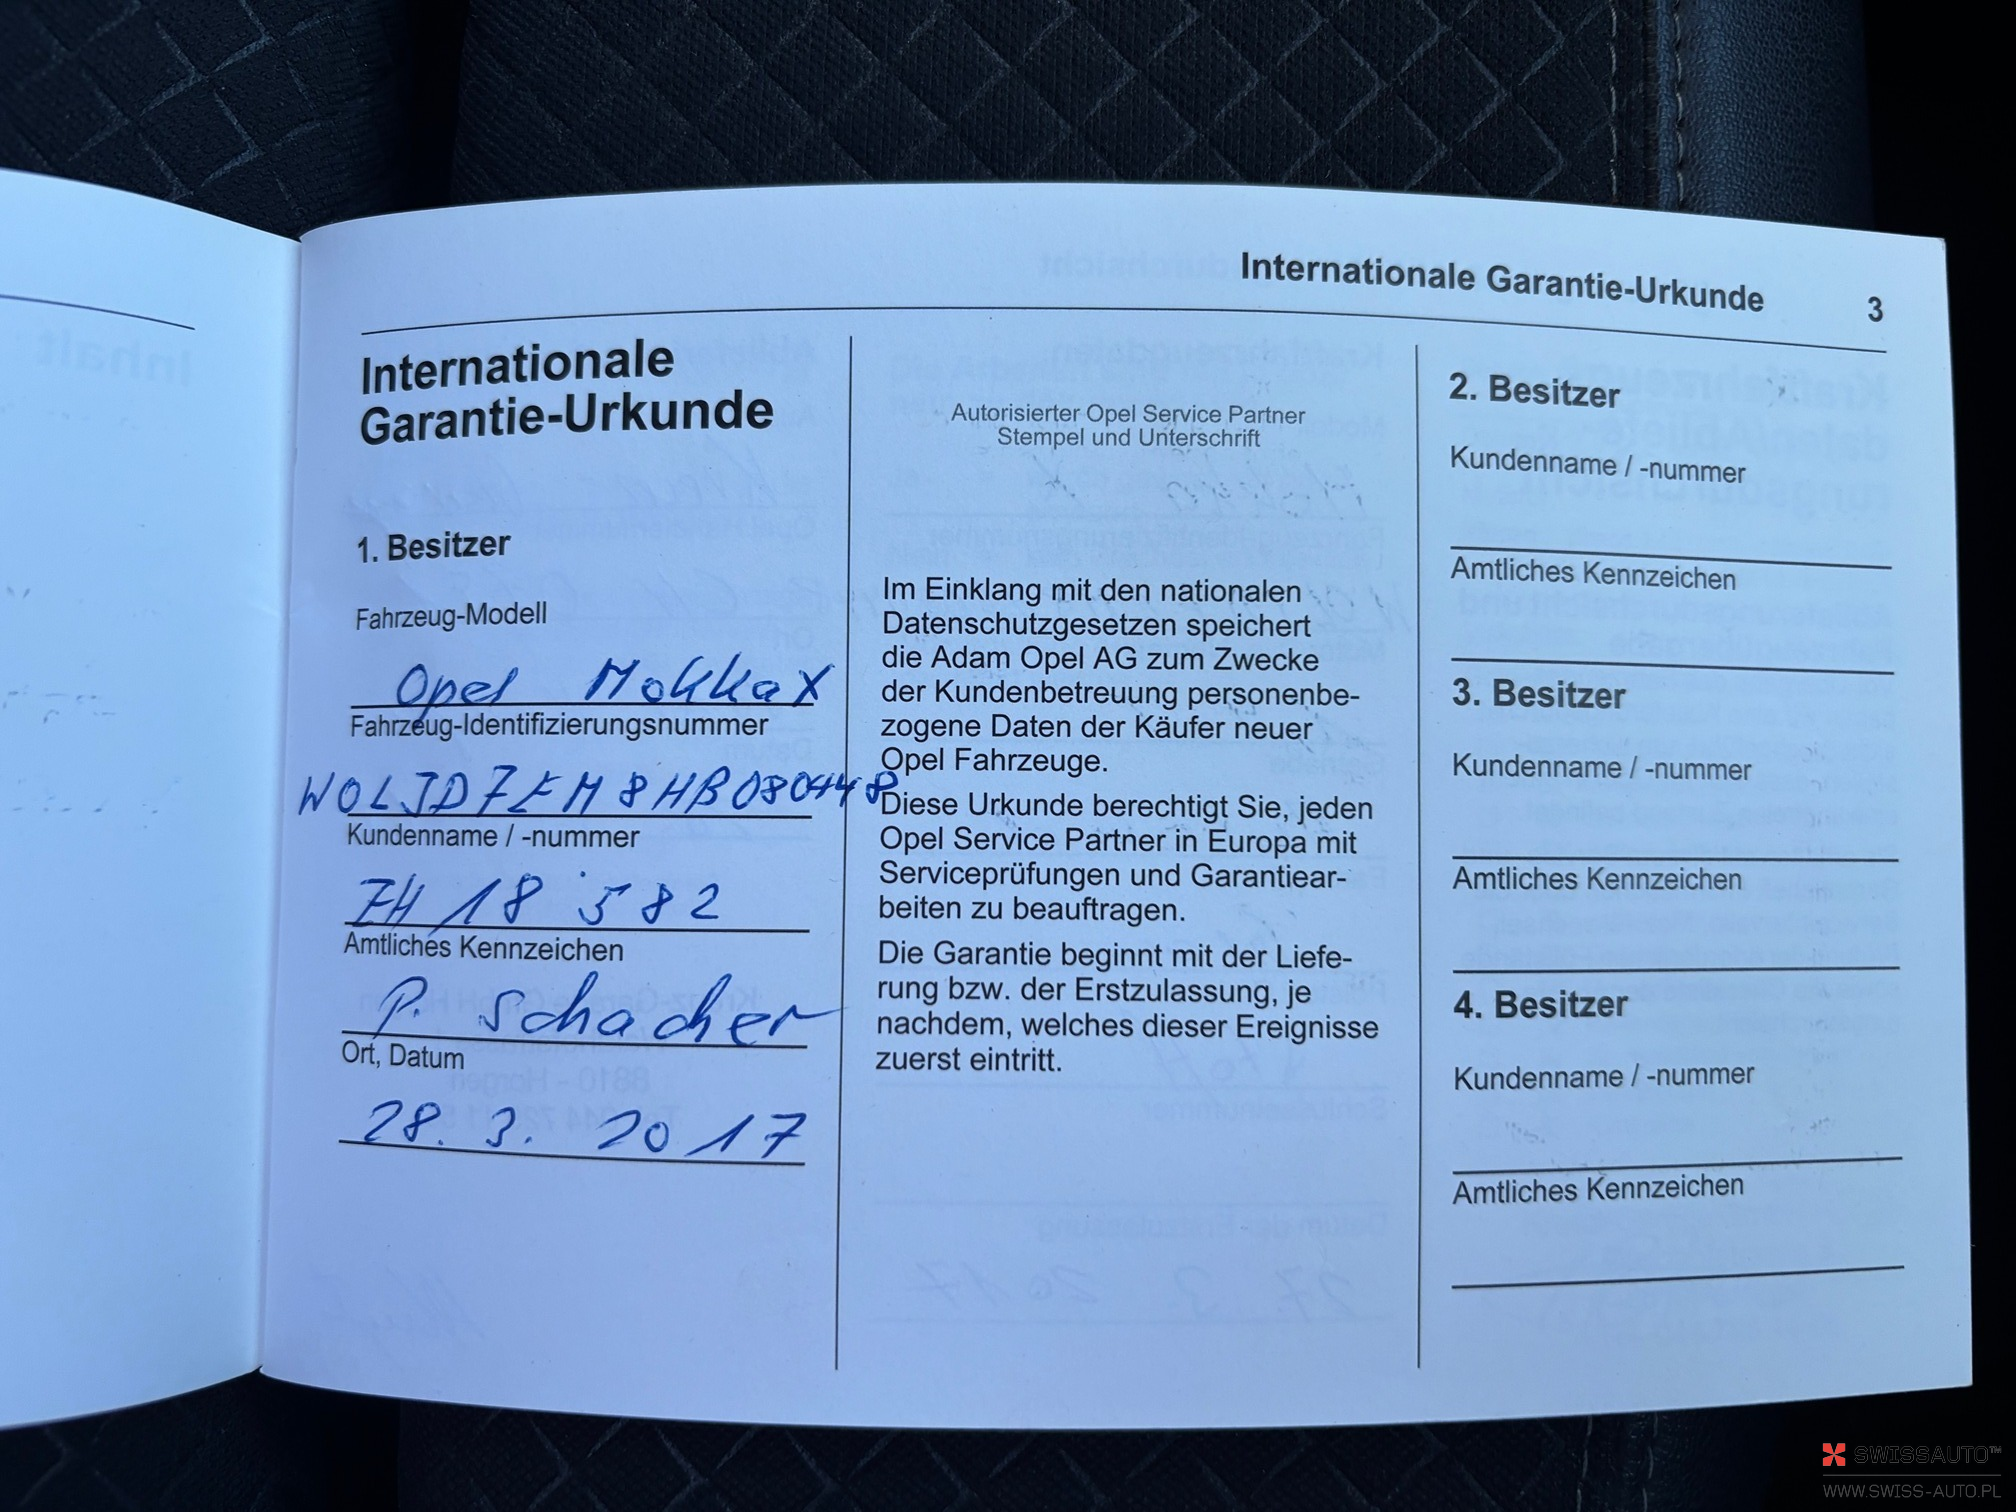 Internationale Garantie-Urkunde 3
Internationale
Garantie-Urkunde
1. Besitzer
Fahrzeug-Modell
Opel Mokka X
Fahrzeug-Identifizierungsnummer
WOLJD7EM8HB080448
Kundenname / -nummer
ZH 18 582
Amtliches Kennzeichen
P. Schacher
Ort, Datum
28. 3. 2017
Autorisierter Opel Service Partner
Stempel und Unterschrift
Im Einklang mit den nationalen
Datenschutzgesetzen speichert
die Adam Opel AG zum Zwecke
der Kundenbetreuung personenbe-
zogene Daten der Käufer neuer
Opel Fahrzeuge.
Diese Urkunde berechtigt Sie, jeden
Opel Service Partner in Europa mit
Serviceprüfungen und Garantiear-
beiten zu beauftragen.
Die Garantie beginnt mit der Liefe-
rung bzw. der Erstzulassung, je
nachdem, welches dieser Ereignisse
zuerst eintritt.
2. Besitzer
Kundenname / -nummer
Amtliches Kennzeichen
3. Besitzer
Kundenname / -nummer
Amtliches Kennzeichen
4. Besitzer
Kundenname / -nummer
Amtliches Kennzeichen
SWISSAUTO™
WWW.SWISS-AUTO.PL